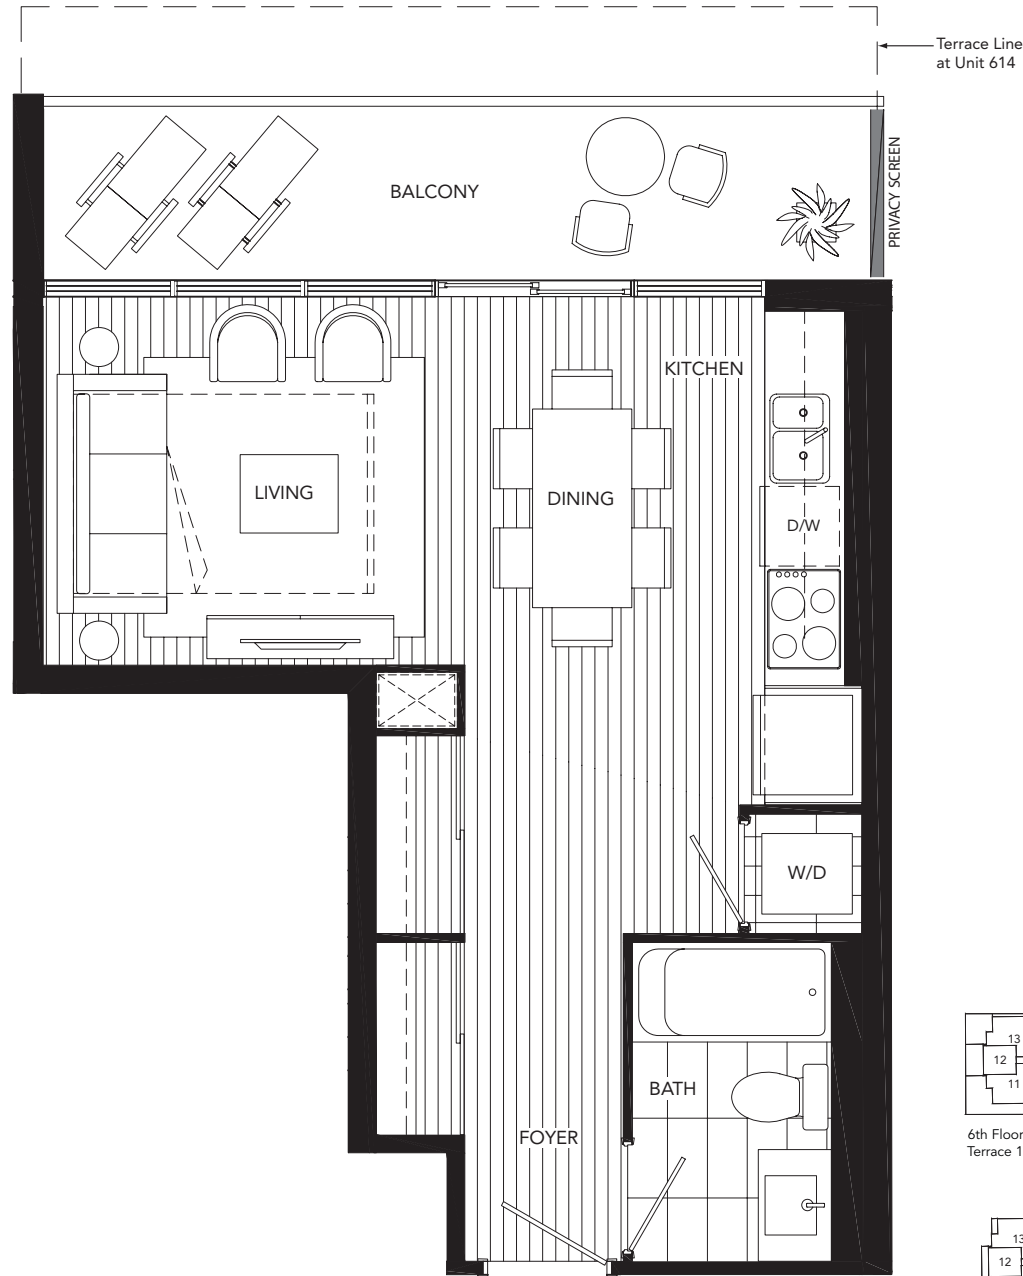 Terrace Line
at Unit 614
BALCONY
PRIVACY SCREEN
KITCHEN
LIVING
DINING
D/W
W/D
BATH
FOYER
13
12
11
6th Floor
Terrace 1
13
12